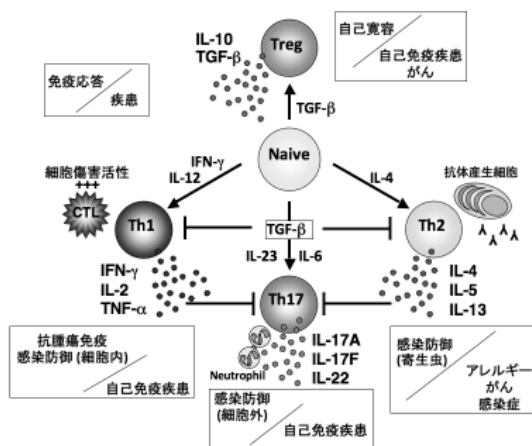 IL-10
TGF-β
Treg
自己寛容
自己免疫疾患
がん
免疫応答
疾患
TGF-β
Naive
IFN-γ
IL-12
IL-4
細胞傷害活性
+++
CTL
抗体産生細胞
Th1
TGF-β
Th2
IL-23
IL-6
IFN-γ
IL-2
TNF-α
Th17
IL-4
IL-5
IL-13
Neutrophil
IL-17A
IL-17F
IL-22
抗腫瘍免疫
感染防御 (細胞内)
自己免疫疾患
感染防御
(細胞外)
自己免疫疾患
感染防御
(寄生虫)
アレルギー
がん
感染症